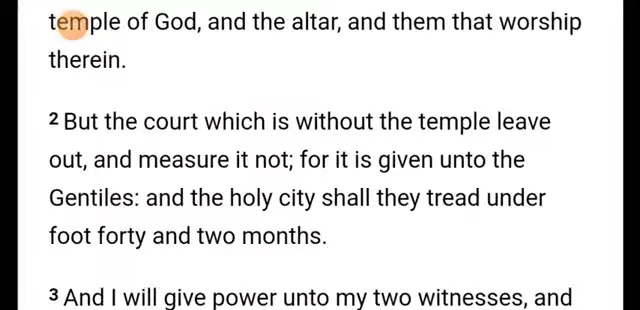 temple of God, and the altar, and them that worship
therein.
2 But the court which is without the temple leave
out, and measure it not; for it is given unto the
Gentiles: and the holy city shall they tread under
foot forty and two months.
3 And I will give power unto my two witnesses, and